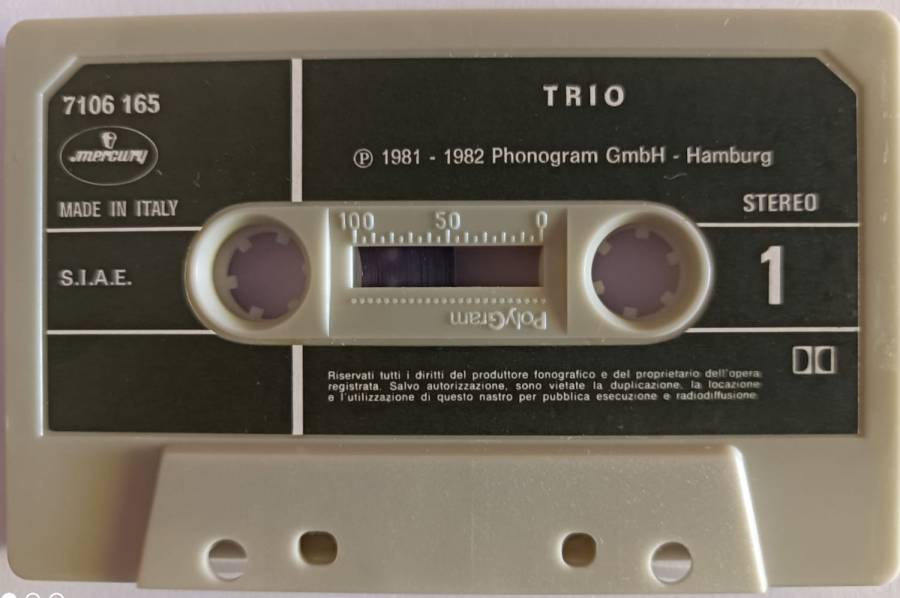 7106 165
mercury
MADE IN ITALY
S.I.A.E.
TRIO
℗ 1981 - 1982 Phonogram GmbH - Hamburg
STEREO
1
100 50 0
PolyGram
Riservati tutti i diritti del produttore fonografico e del proprietario dell'opera
registrata. Salvo autorizzazione, sono vietate la duplicazione, la locazione
e l'utilizzazione di questo nastro per pubblica esecuzione e radiodiffusione